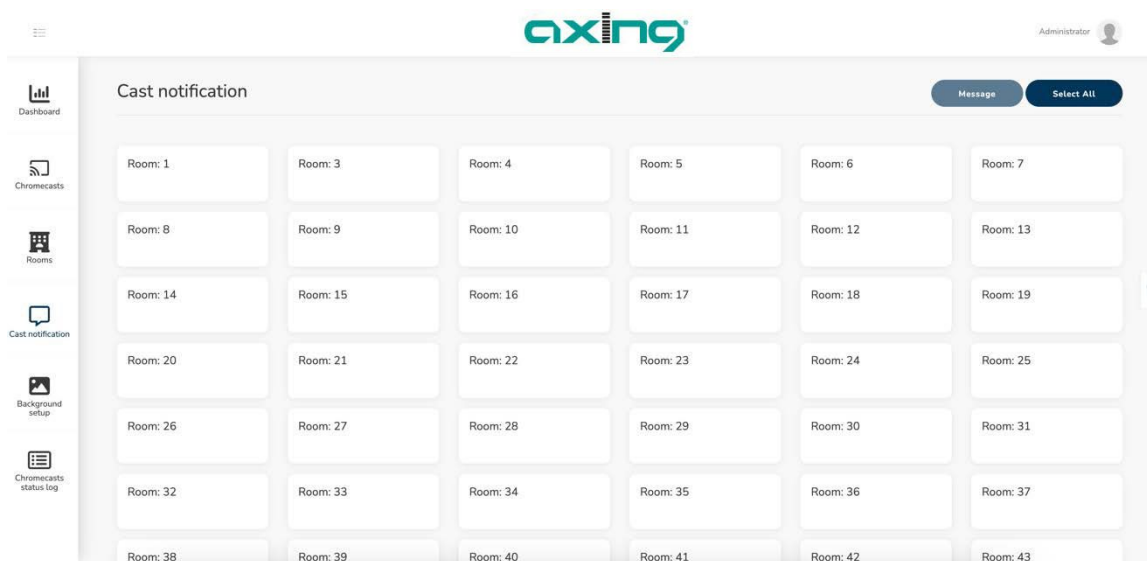 axing
Administrator
Dashboard
Chromecasts
Rooms
Cast notification
Background
setup
Chromecasts
status log
Cast notification
Message
Select All
Room: 1
Room: 3
Room: 4
Room: 5
Room: 6
Room: 7
Room: 8
Room: 9
Room: 10
Room: 11
Room: 12
Room: 13
Room: 14
Room: 15
Room: 16
Room: 17
Room: 18
Room: 19
Room: 20
Room: 21
Room: 22
Room: 23
Room: 24
Room: 25
Room: 26
Room: 27
Room: 28
Room: 29
Room: 30
Room: 31
Room: 32
Room: 33
Room: 34
Room: 35
Room: 36
Room: 37
Room: 38
Room: 39
Room: 40
Room: 41
Room: 42
Room: 43